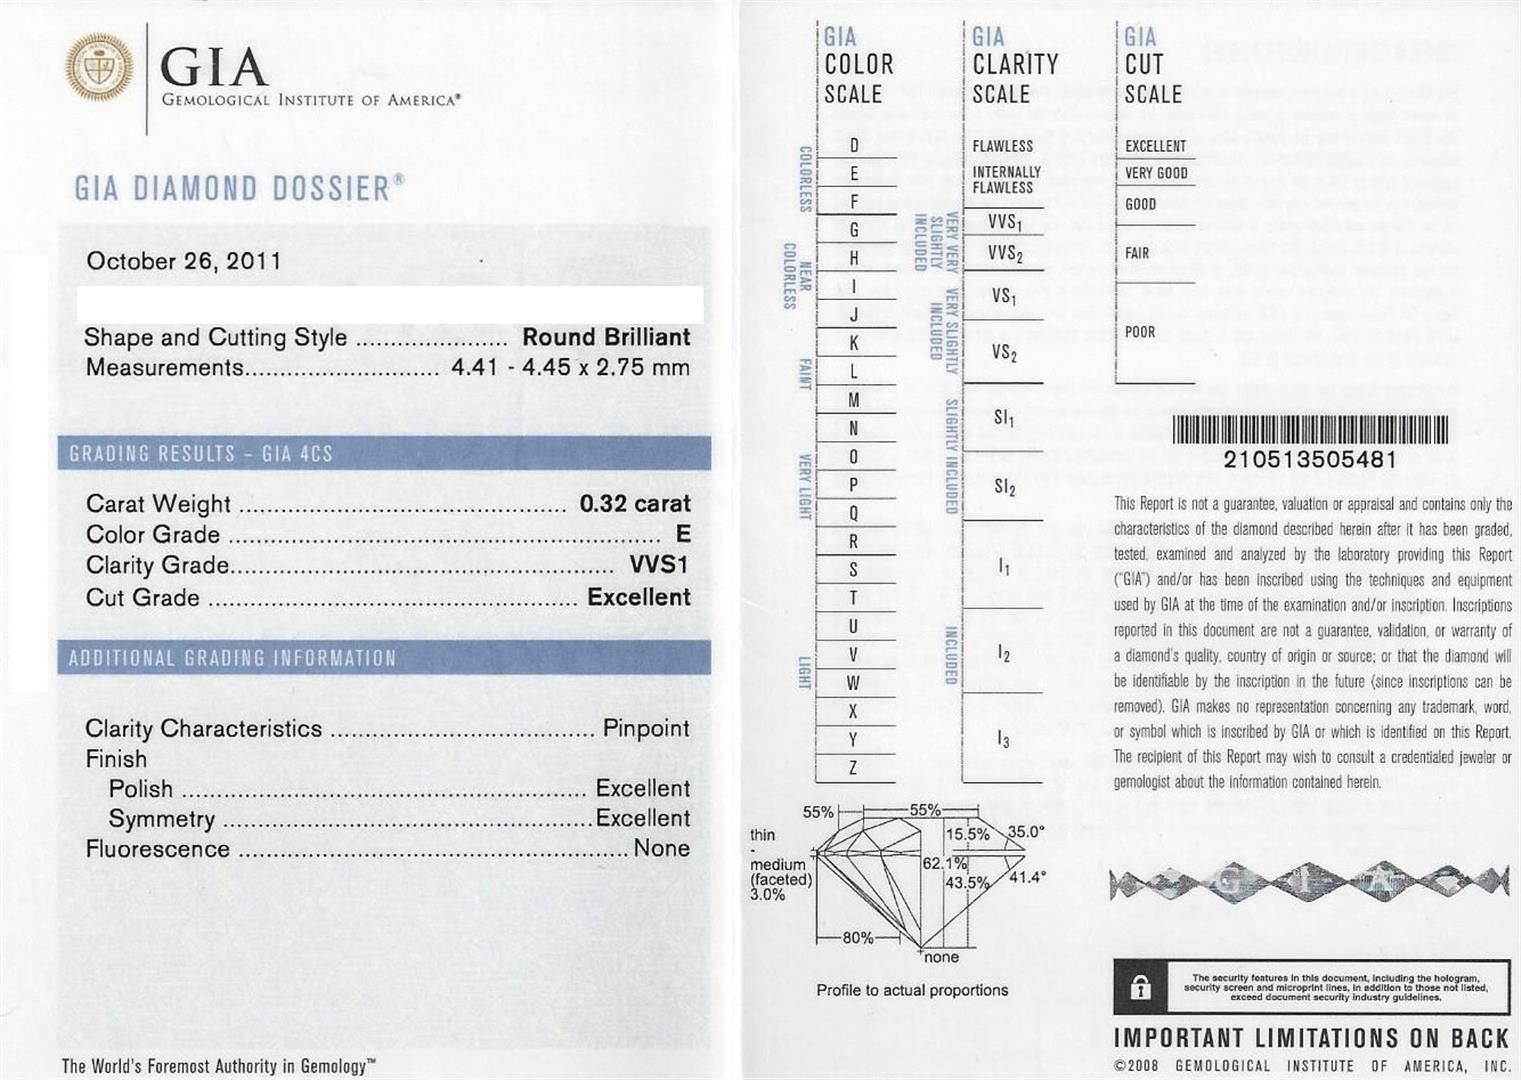 GIA
GEMOLOGICAL INSTITUTE OF AMERICA®
GIA DIAMOND DOSSIER®
October 26, 2011
Shape and Cutting Style ...................... Round Brilliant
Measurements............................ 4.41 - 4.45 x 2.75 mm
GRADING RESULTS – GIA 4CS
Carat Weight ................................................ 0.32 carat
Color Grade .............................................................. E
Clarity Grade....................................................... VVS1
Cut Grade ..................................................... Excellent
ADDITIONAL GRADING INFORMATION
Clarity Characteristics ...................................... Pinpoint
Finish
Polish ......................................................... Excellent
Symmetry ..................................................... Excellent
Fluorescence ........................................................ None
The World's Foremost Authority in Gemology™
GIA
COLOR
SCALE
COLORLESS
NEAR
COLORLESS
FAINT
VERY LIGHT
LIGHT
D
E
F
G
H
I
J
K
L
M
N
O
P
Q
R
S
T
U
V
W
X
Y
Z
GIA
CLARITY
SCALE
VERY VERY
SLIGHTLY
INCLUDED
VERY SLIGHTLY
INCLUDED
SLIGHTLY INCLUDED
INCLUDED
FLAWLESS
INTERNALLY
FLAWLESS
VVS1
VVS2
VS1
VS2
SI1
SI2
I1
I2
I3
GIA
CUT
SCALE
EXCELLENT
VERY GOOD
GOOD
FAIR
POOR
210513505481
This Report is not a guarantee, valuation or appraisal and contains only the
characteristics of the diamond described herein after it has been graded,
tested, examined and analyzed by the laboratory providing this Report
("GIA") and/or has been inscribed using the techniques and equipment
used by GIA at the time of the examination and/or inscription. Inscriptions
reported in this document are not a guarantee, validation, or warranty of
a diamond's quality, country of origin or source; or that the diamond will
be identifiable by the inscription in the future (since inscriptions can be
removed). GIA makes no representation concerning any trademark, word,
or symbol which is inscribed by GIA or which is identified on this Report.
The recipient of this Report may wish to consult a credentialed jeweler or
gemologist about the information contained herein.
55%
55%
thin
-
medium
(faceted)
3.0%
15.5%
35.0°
62.1%
43.5%
41.4°
80%
none
Profile to actual proportions
G I A
The security features in this document, including the hologram,
security screen and microprint lines, in addition to those not listed,
exceed document security industry guidelines.
IMPORTANT LIMITATIONS ON BACK
©2008 GEMOLOGICAL INSTITUTE OF AMERICA, INC.